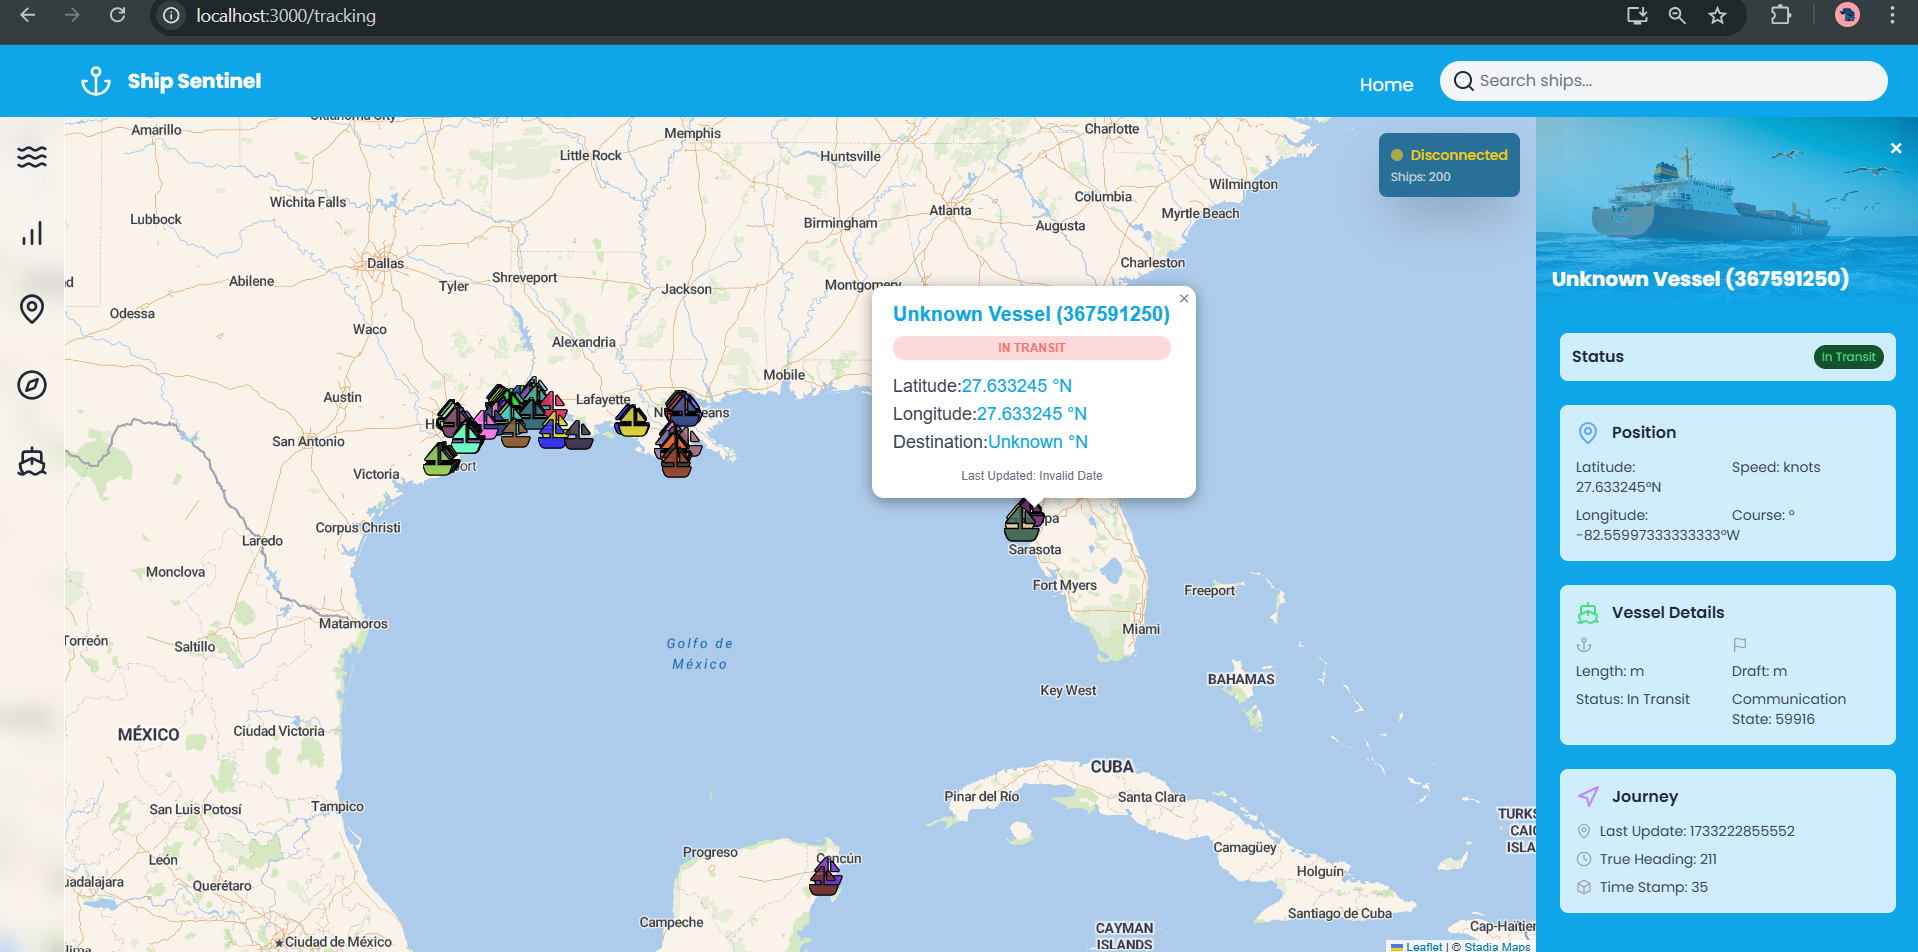 localhost:3000/tracking
Ship Sentinel
Home
Search ships...
Disconnected
Ships: 200
Unknown Vessel (367591250)
IN TRANSIT
Latitude:27.633245 °N
Longitude:27.633245 °N
Destination:Unknown °N
Last Updated: Invalid Date
Amarillo
Memphis
Charlotte
Little Rock
Huntsville
Wilmington
Wichita Falls
Columbia
Lubbock
Atlanta
Myrtle Beach
Birmingham
Augusta
Dallas
Charleston
Abilene
Shreveport
Tyler
Jackson
Montgomery
Odessa
Waco
Alexandria
Mobile
Austin
Lafayette
San Antonio
Victoria
Corpus Christi
Laredo
Sarasota
Monclova
Fort Myers
Freeport
Matamoros
Miami
Torreón
Saltillo
Golfo de
México
BAHAMAS
Key West
MÉXICO
Ciudad Victoria
CUBA
Pinar del Río
Santa Clara
San Luis Potosí
Tampico
Camagüey
León
Progreso
Cancún
Holguín
Querétaro
Campeche
Santiago de Cuba
CAYMAN
ISLANDS
Ciudad de México
Leaflet | © Stadia Maps
Unknown Vessel (367591250)
Status
In Transit
Position
Latitude:
27.633245°N
Speed: knots
Longitude:
-82.55997333333333°W
Course: °
Vessel Details
Length: m
Draft: m
Status: In Transit
Communication
State: 59916
Journey
Last Update: 1733222855552
True Heading: 211
Time Stamp: 35